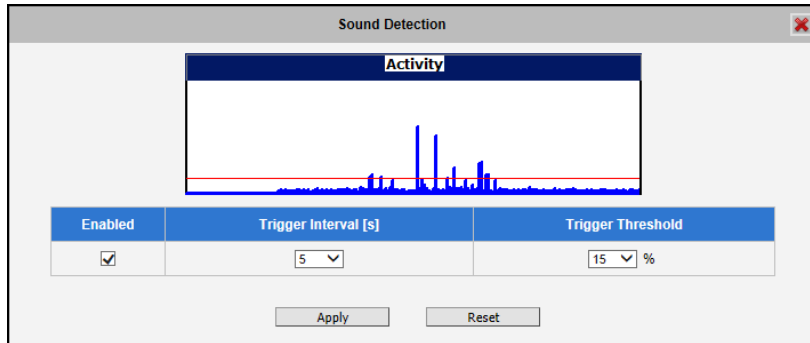 Sound Detection
Activity
Enabled Trigger Interval [s] Trigger Threshold
5 15 %
Apply Reset